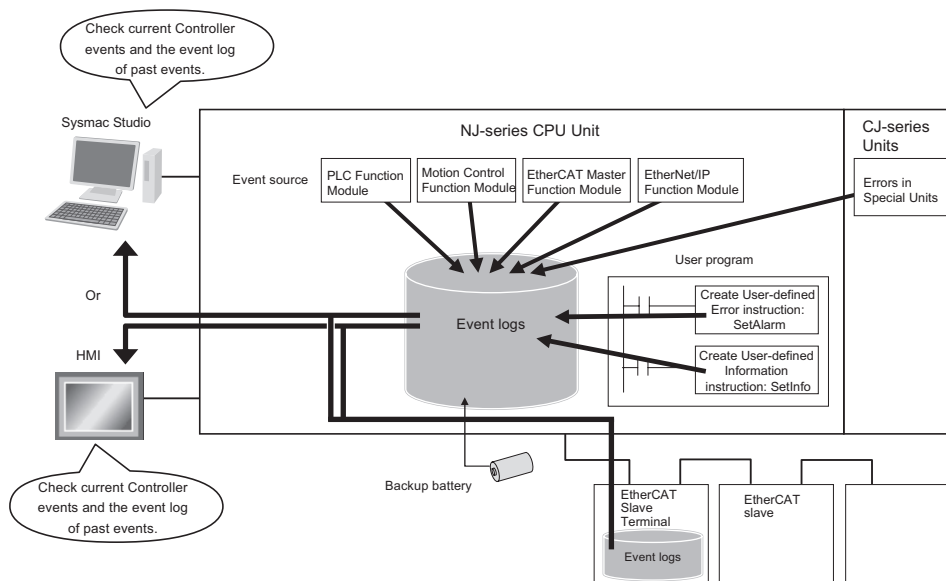 Check current Controller
events and the event log
of past events.
Sysmac Studio
NJ-series CPU Unit
CJ-series
Units
Event source
PLC Function
Module
Motion Control
Function Module
EtherCAT Master
Function Module
EtherNet/IP
Function Module
Errors in
Special Units
User program
Or
Event logs
Create User-defined
Error instruction:
SetAlarm
HMI
Create User-defined
Information
instruction: SetInfo
Check current Controller
events and the event log
of past events.
Backup battery
EtherCAT
Slave
Terminal
Event logs
EtherCAT
slave